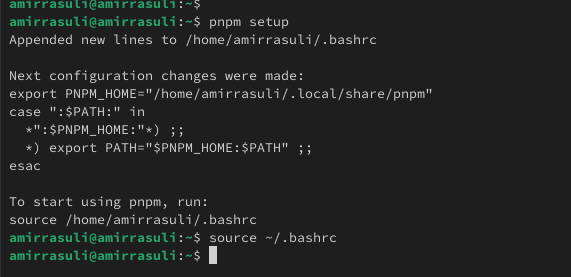 amirrasuli@amirrasuli:~$
amirrasuli@amirrasuli:~$ pnpm setup
Appended new lines to /home/amirrasuli/.bashrc

Next configuration changes were made:
export PNPM_HOME="/home/amirrasuli/.local/share/pnpm"
case ":$PATH:" in
  *":$PNPM_HOME:"*) ;;
  *) export PATH="$PNPM_HOME:$PATH" ;;
esac

To start using pnpm, run:
source /home/amirrasuli/.bashrc
amirrasuli@amirrasuli:~$ source ~/.bashrc
amirrasuli@amirrasuli:~$